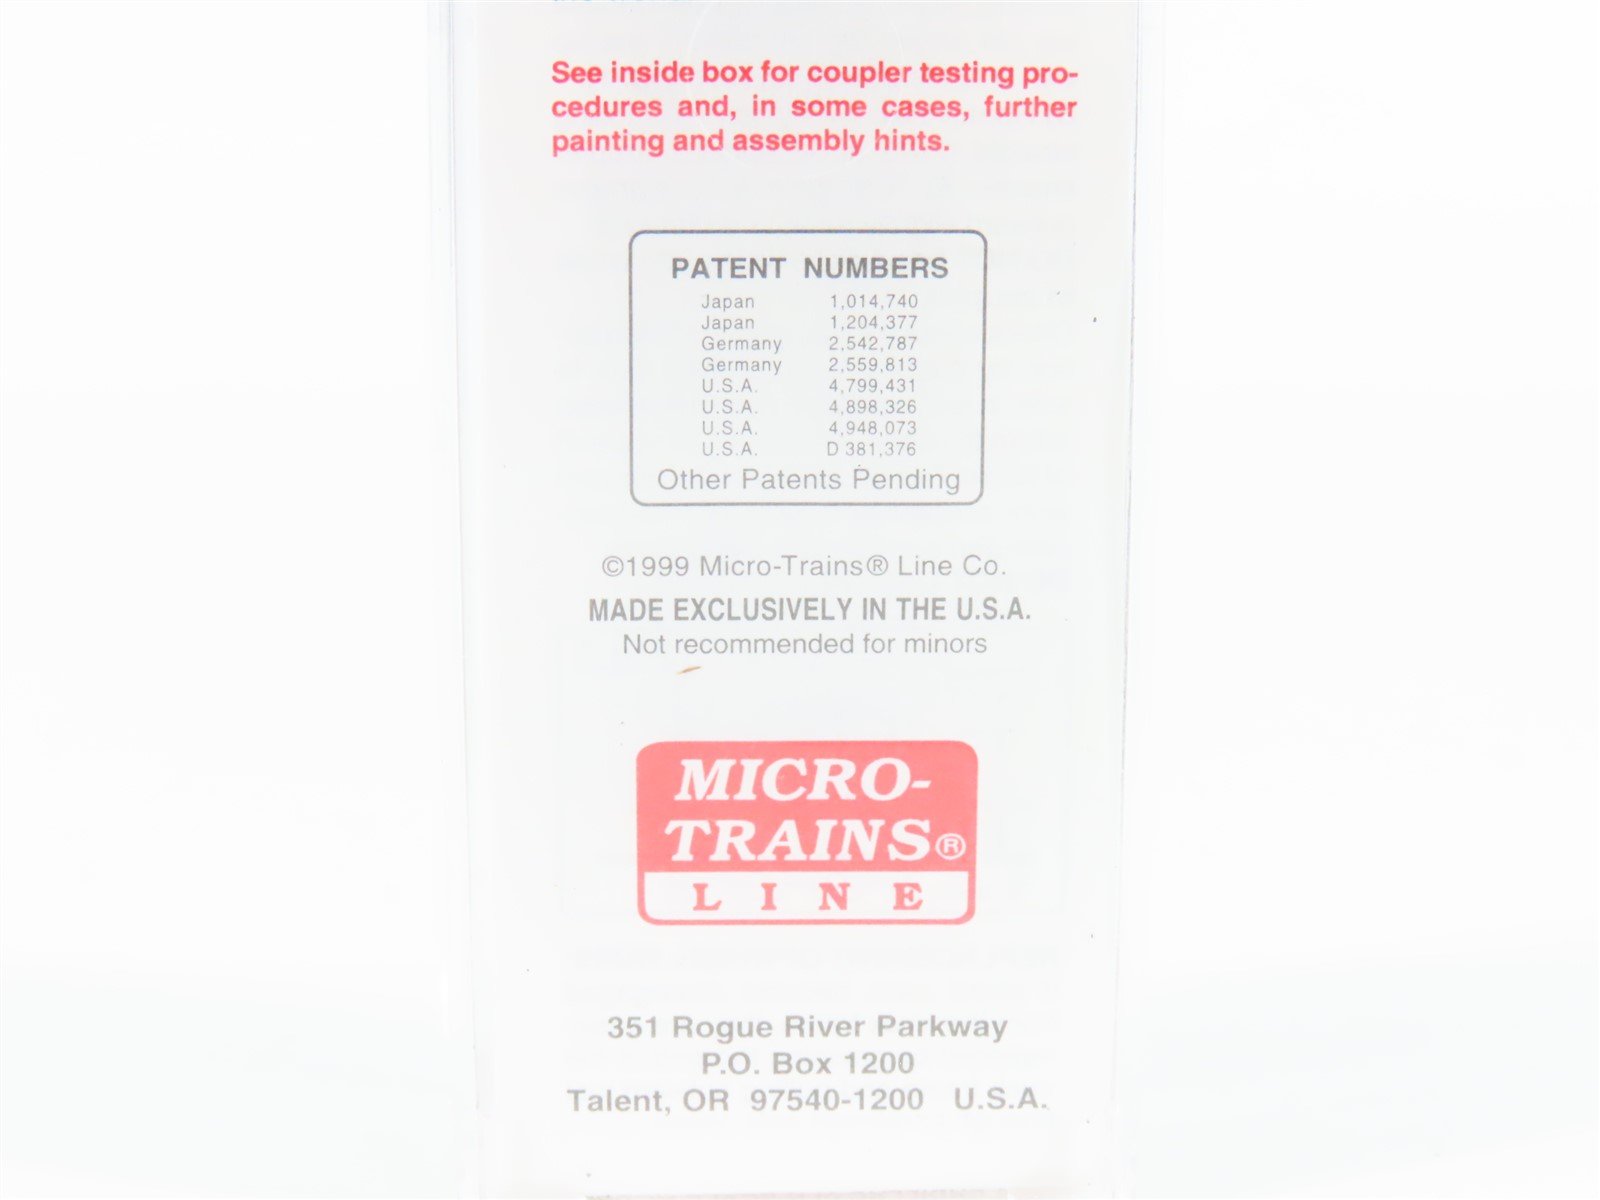 See inside box for coupler testing pro-
cedures and, in some cases, further
painting and assembly hints.
PATENT NUMBERS
Japan 1,014,740
Japan 1,204,377
Germany 2,542,787
Germany 2,559,813
U.S.A. 4,799,431
U.S.A. 4,898,326
U.S.A. 4,948,073
U.S.A. D 381,376
Other Patents Pending
©1999 Micro-Trains® Line Co.
MADE EXCLUSIVELY IN THE U.S.A.
Not recommended for minors
MICRO-
TRAINS®
LINE
351 Rogue River Parkway
P.O. Box 1200
Talent, OR 97540-1200 U.S.A.